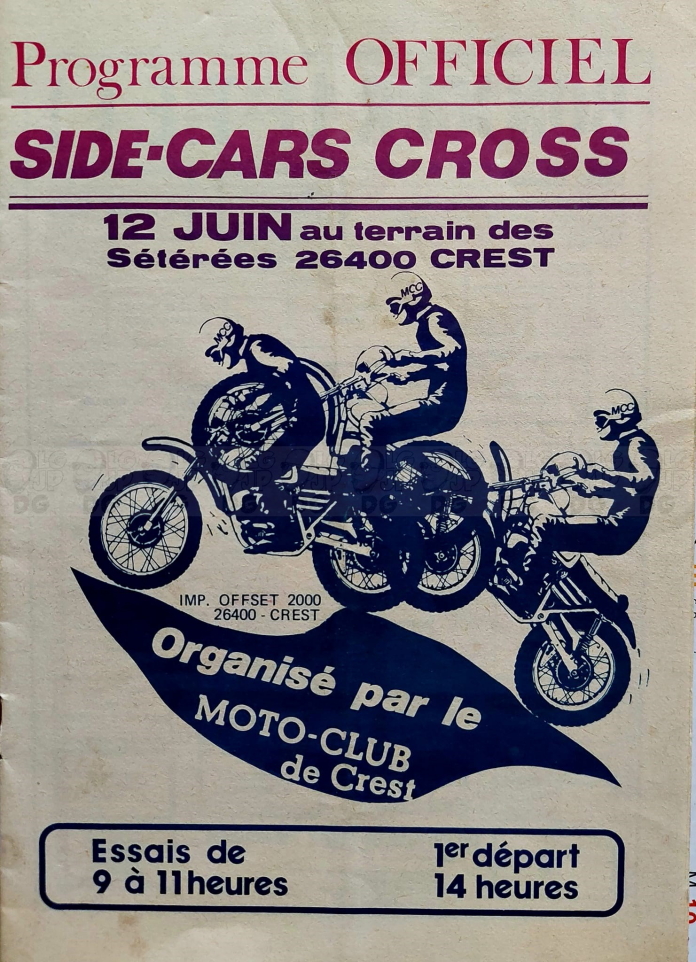 Programme OFFICIEL
SIDE-CARS CROSS
12 JUIN au terrain des
Sétérées 26400 CREST
MCC
MCC
MCC
IMP. OFFSET 2000
26400 - CREST
Organisé par le
MOTO-CLUB
de Crest
Essais de
9 à 11heures
1er départ
14 heures